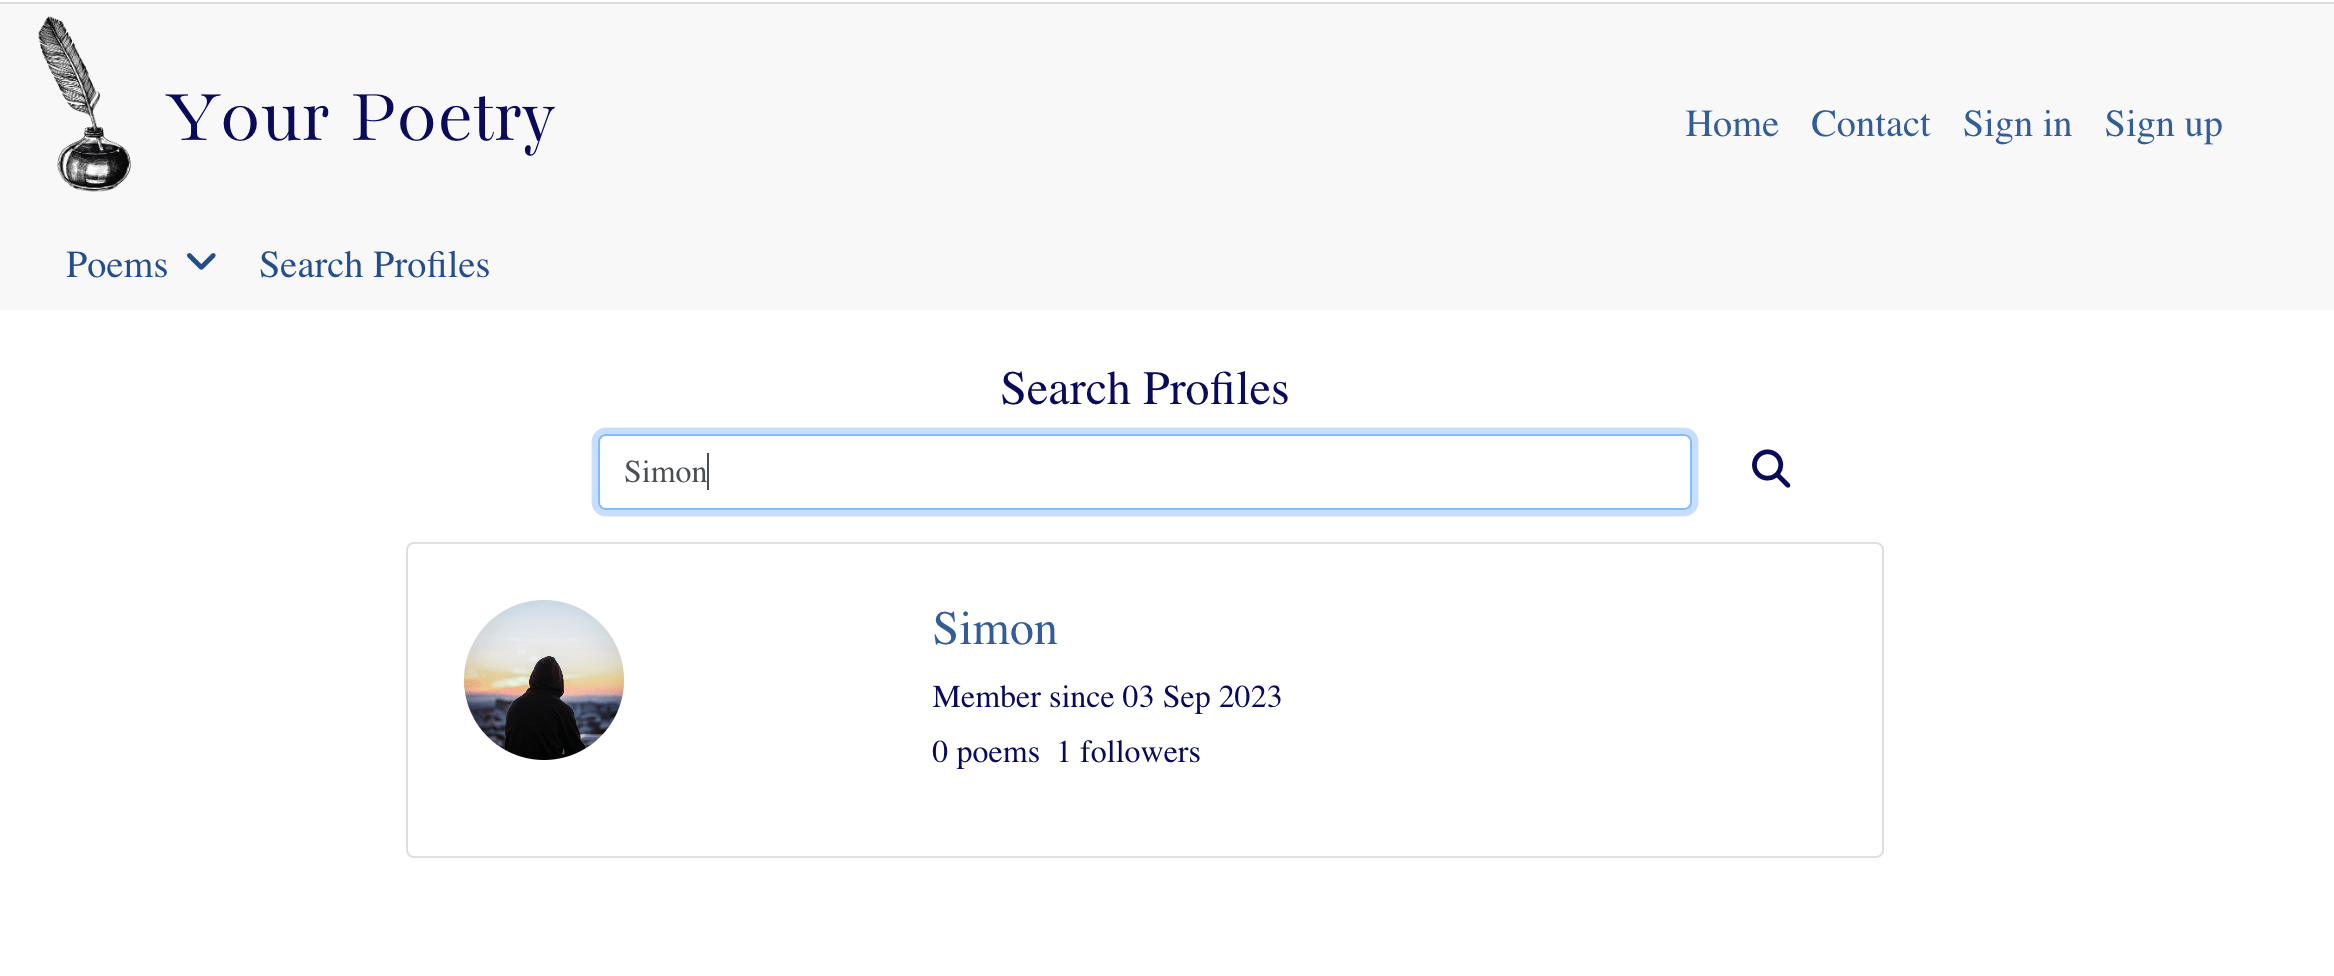 Your Poetry
Home Contact Sign in Sign up
Poems Search Profiles
Search Profiles
Simon
Simon
Member since 03 Sep 2023
0 poems 1 followers